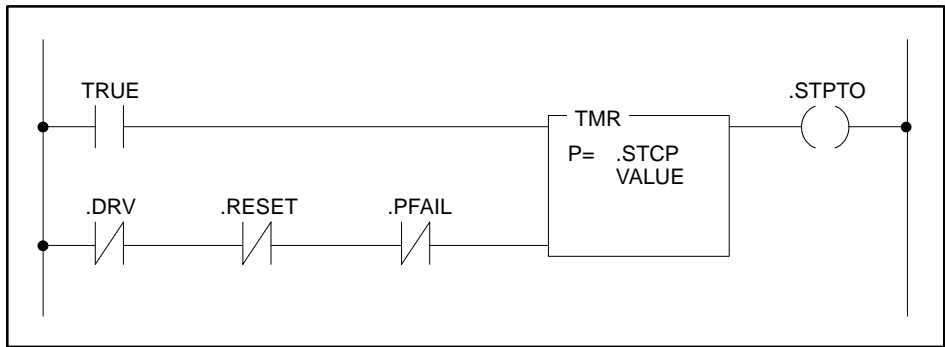 TRUE
.STPTO
TMR
P= .STCP
VALUE
.DRV .RESET .PFAIL